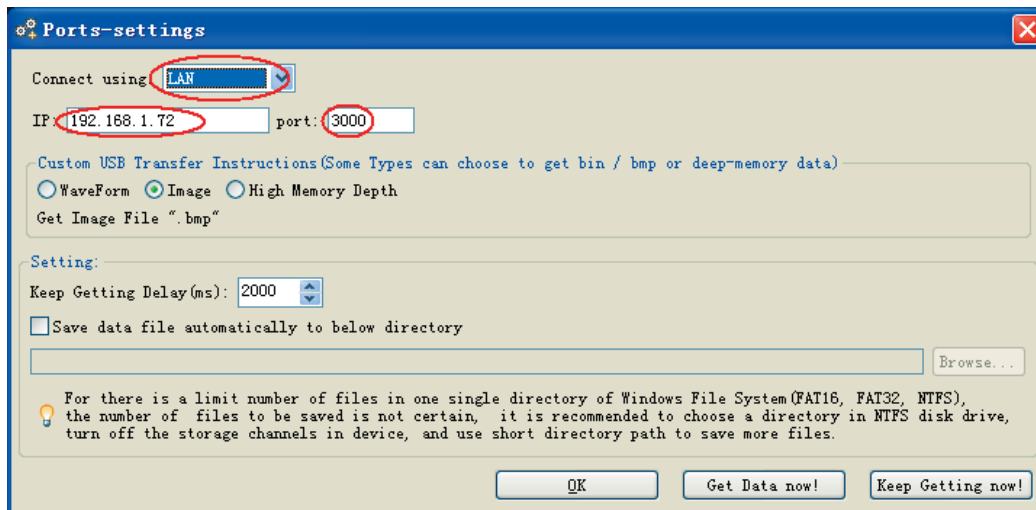 Ports-settings
Connect using: LAN
IP: 192.168.1.72 port: 3000
Custom USB Transfer Instructions(Some Types can choose to get bin / bmp or deep-memory data)
WaveForm Image High Memory Depth
Get Image File ".bmp"
Setting:
Keep Getting Delay(ms): 2000
Save data file automatically to below directory
Browse...
For there is a limit number of files in one single directory of Windows File System(FAT16, FAT32, NTFS),
the number of files to be saved is not certain, it is recommended to choose a directory in NTFS disk drive,
turn off the storage channels in device, and use short directory path to save more files.
OK Get Data now! Keep Getting now!